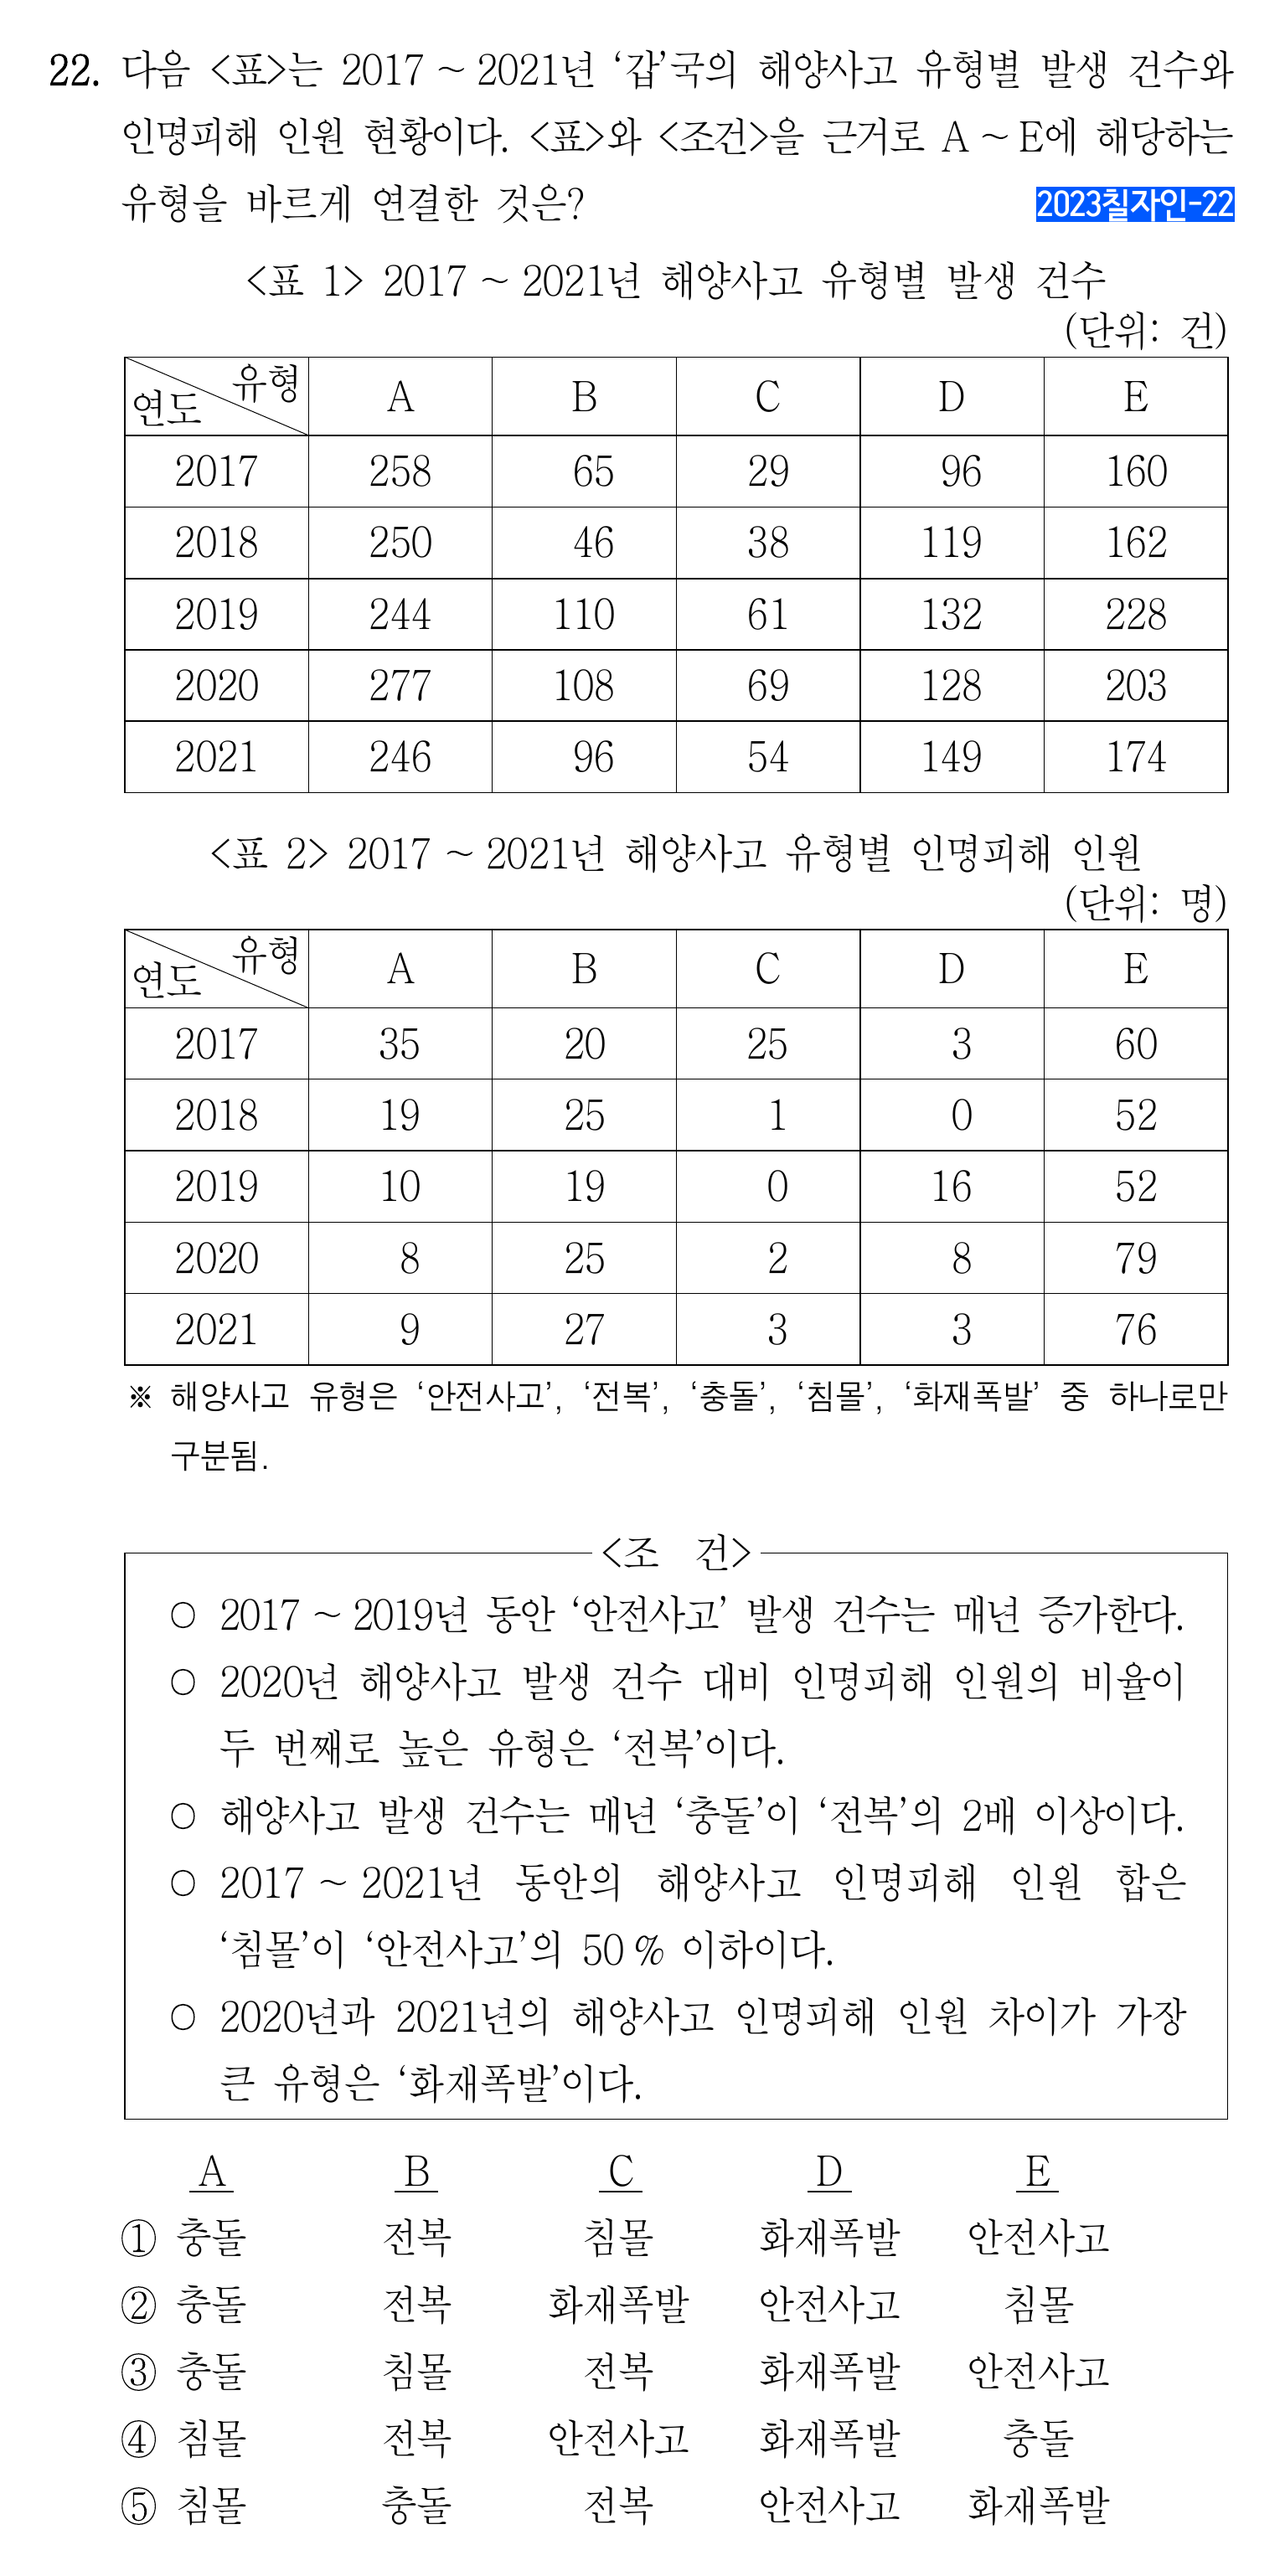 22. 다음 <표>는 2017 ~ 2021년 ‘갑’국의 해양사고 유형별 발생 건수와
인명피해 인원 현황이다. <표>와 <조건>을 근거로 A ~ E에 해당하는
유형을 바르게 연결한 것은? 2023칠자인-22
<표 1> 2017 ~ 2021년 해양사고 유형별 발생 건수
(단위: 건)
연도 유형 A B C D E
2017 258 65 29 96 160
2018 250 46 38 119 162
2019 244 110 61 132 228
2020 277 108 69 128 203
2021 246 96 54 149 174
<표 2> 2017 ~ 2021년 해양사고 유형별 인명피해 인원
(단위: 명)
연도 유형 A B C D E
2017 35 20 25 3 60
2018 19 25 1 0 52
2019 10 19 0 16 52
2020 8 25 2 8 79
2021 9 27 3 3 76
※ 해양사고 유형은 ‘안전사고’, ‘전복’, ‘충돌’, ‘침몰’, ‘화재폭발’ 중 하나로만
구분됨.
<조 건>
○ 2017 ~ 2019년 동안 ‘안전사고’ 발생 건수는 매년 증가한다.
○ 2020년 해양사고 발생 건수 대비 인명피해 인원의 비율이
두 번째로 높은 유형은 ‘전복’이다.
○ 해양사고 발생 건수는 매년 ‘충돌’이 ‘전복’의 2배 이상이다.
○ 2017 ~ 2021년 동안의 해양사고 인명피해 인원 합은
‘침몰’이 ‘안전사고’의 50 % 이하이다.
○ 2020년과 2021년의 해양사고 인명피해 인원 차이가 가장
큰 유형은 ‘화재폭발’이다.
A B C D E
① 충돌 전복 침몰 화재폭발 안전사고
② 충돌 전복 화재폭발 안전사고 침몰
③ 충돌 침몰 전복 화재폭발 안전사고
④ 침몰 전복 안전사고 화재폭발 충돌
⑤ 침몰 충돌 전복 안전사고 화재폭발